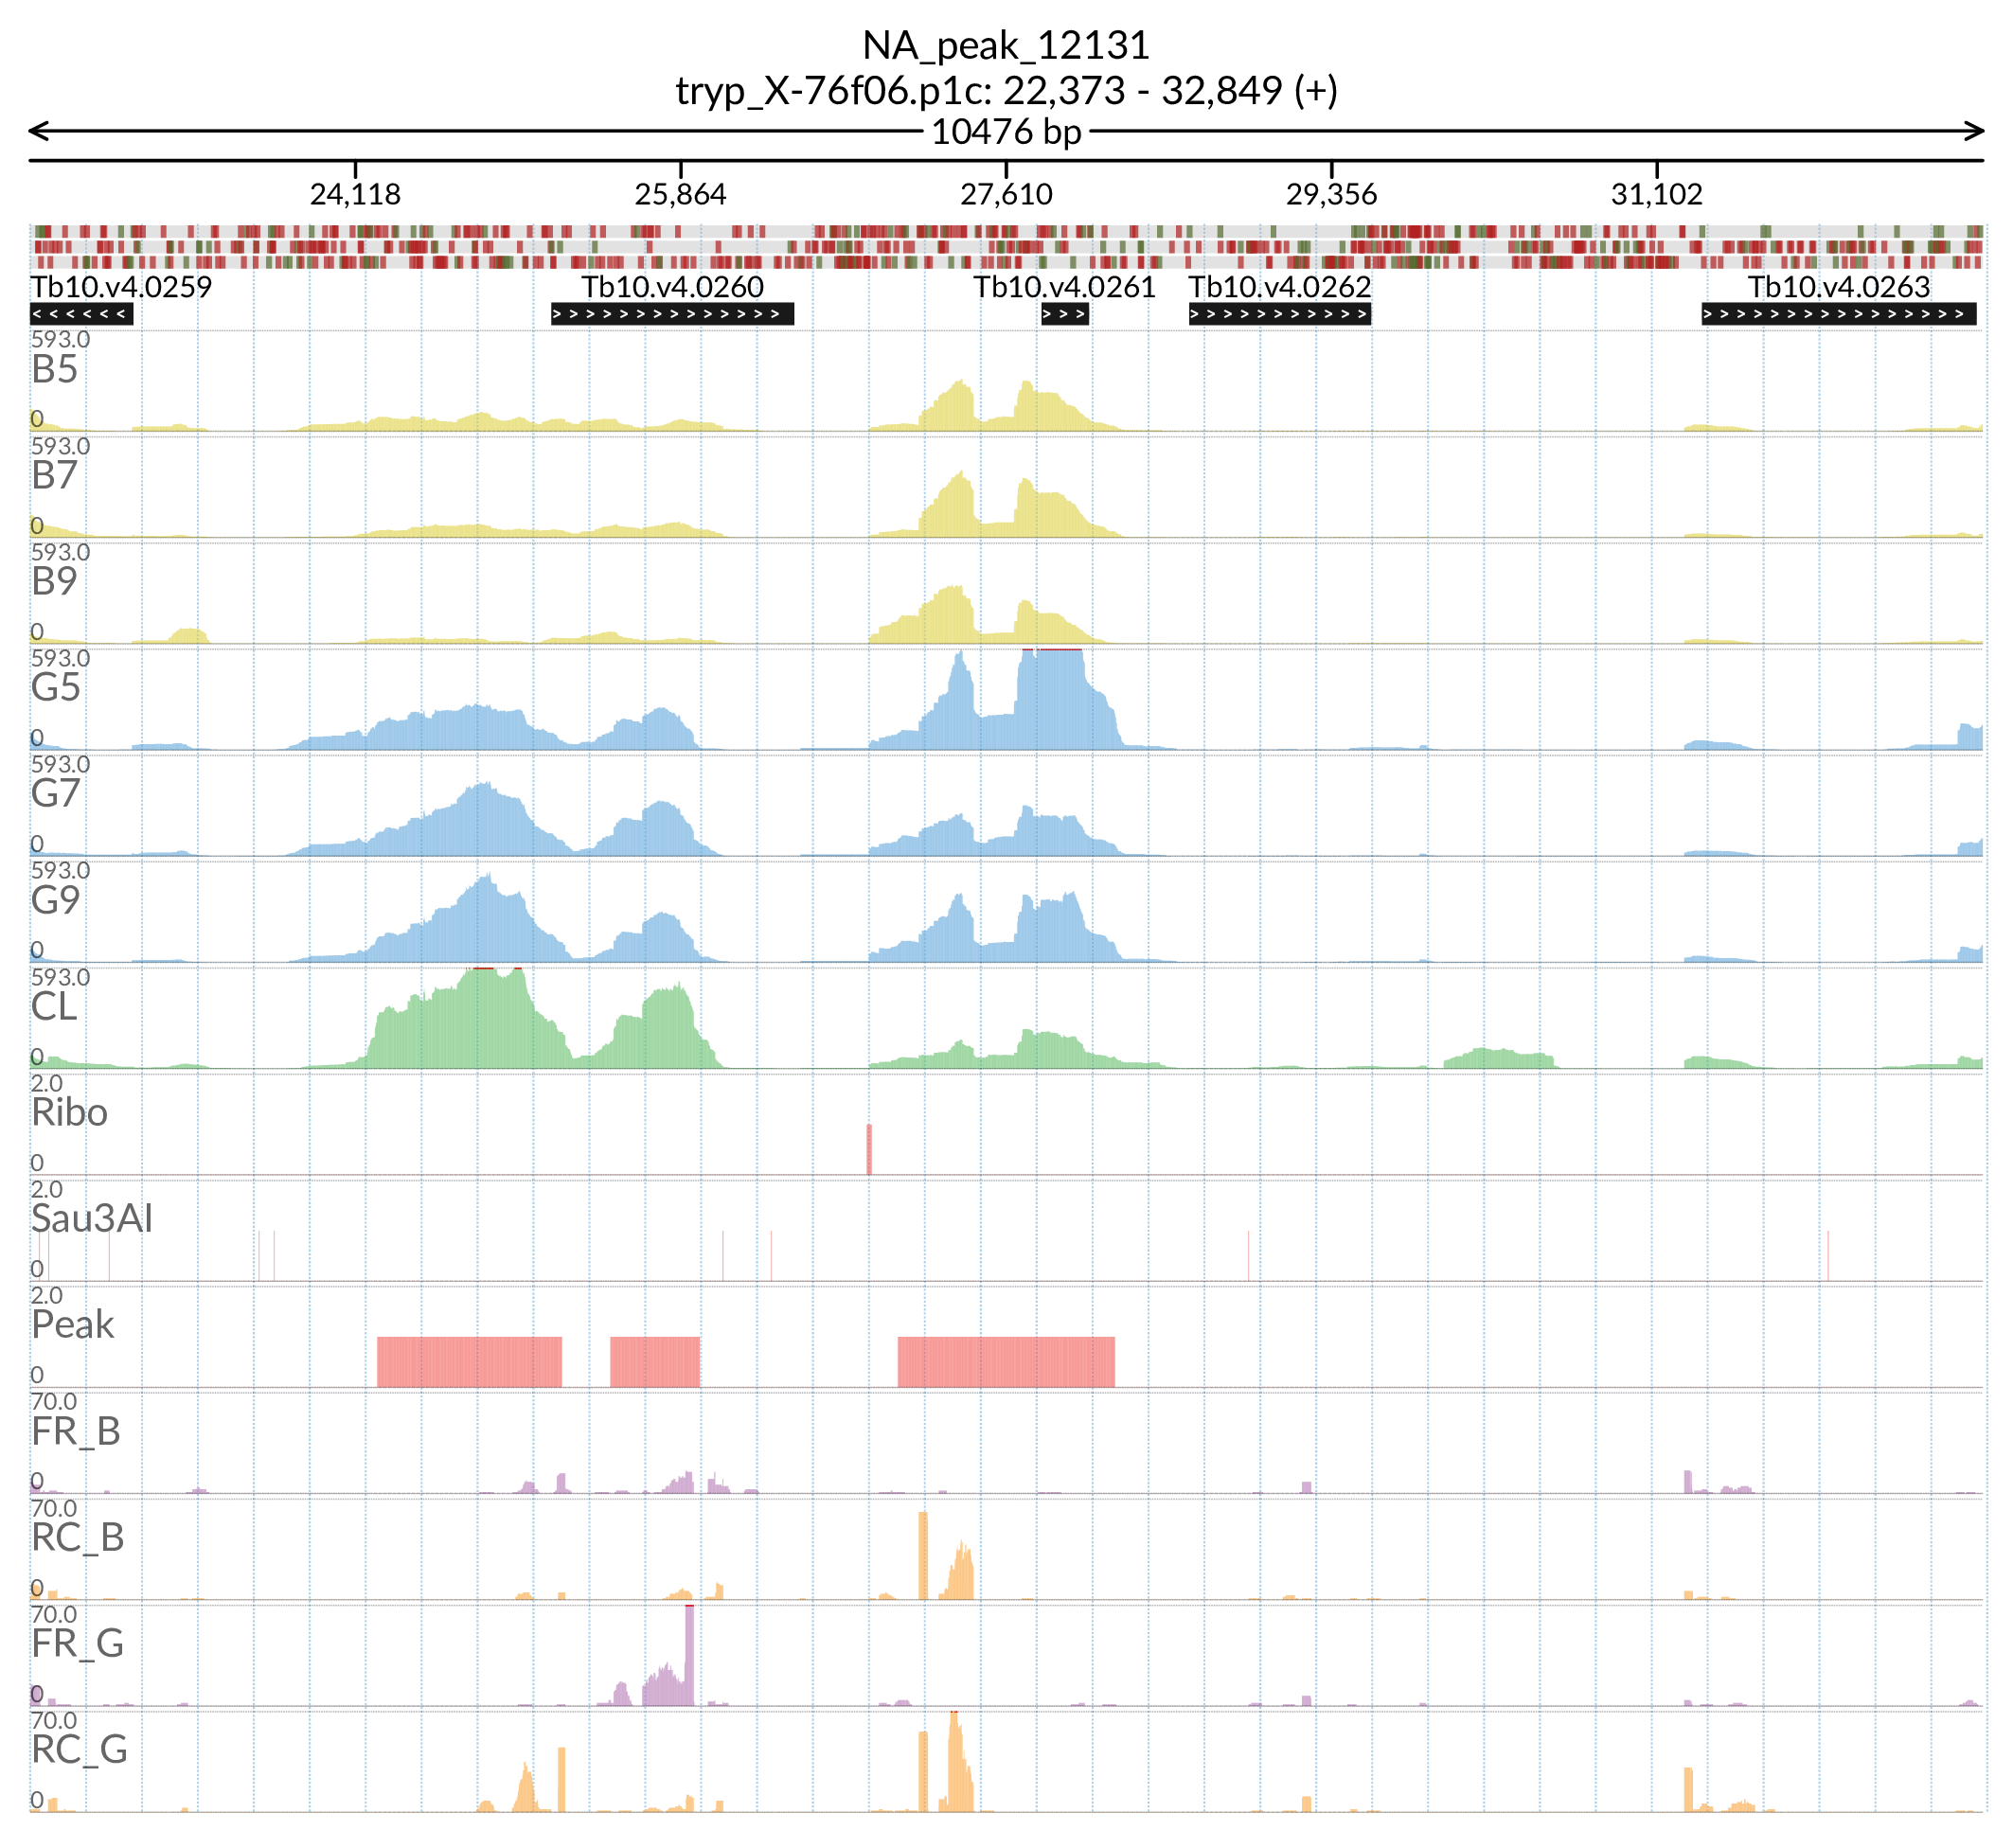 NA_peak_12131
tryp_X-76f06.p1c: 22,373 - 32,849 (+)
10476 bp
24,118 25,864 27,610 29,356 31,102
Tb10.v4.0259 Tb10.v4.0260 Tb10.v4.0261 Tb10.v4.0262 Tb10.v4.0263
593.0
B5
0
593.0
B7
0
593.0
B9
0
593.0
G5
0
593.0
G7
0
593.0
G9
0
593.0
CL
0
2.0
Ribo
0
2.0
Sau3AI
0
2.0
Peak
0
70.0
FR_B
0
70.0
RC_B
0
70.0
FR_G
0
70.0
RC_G
0